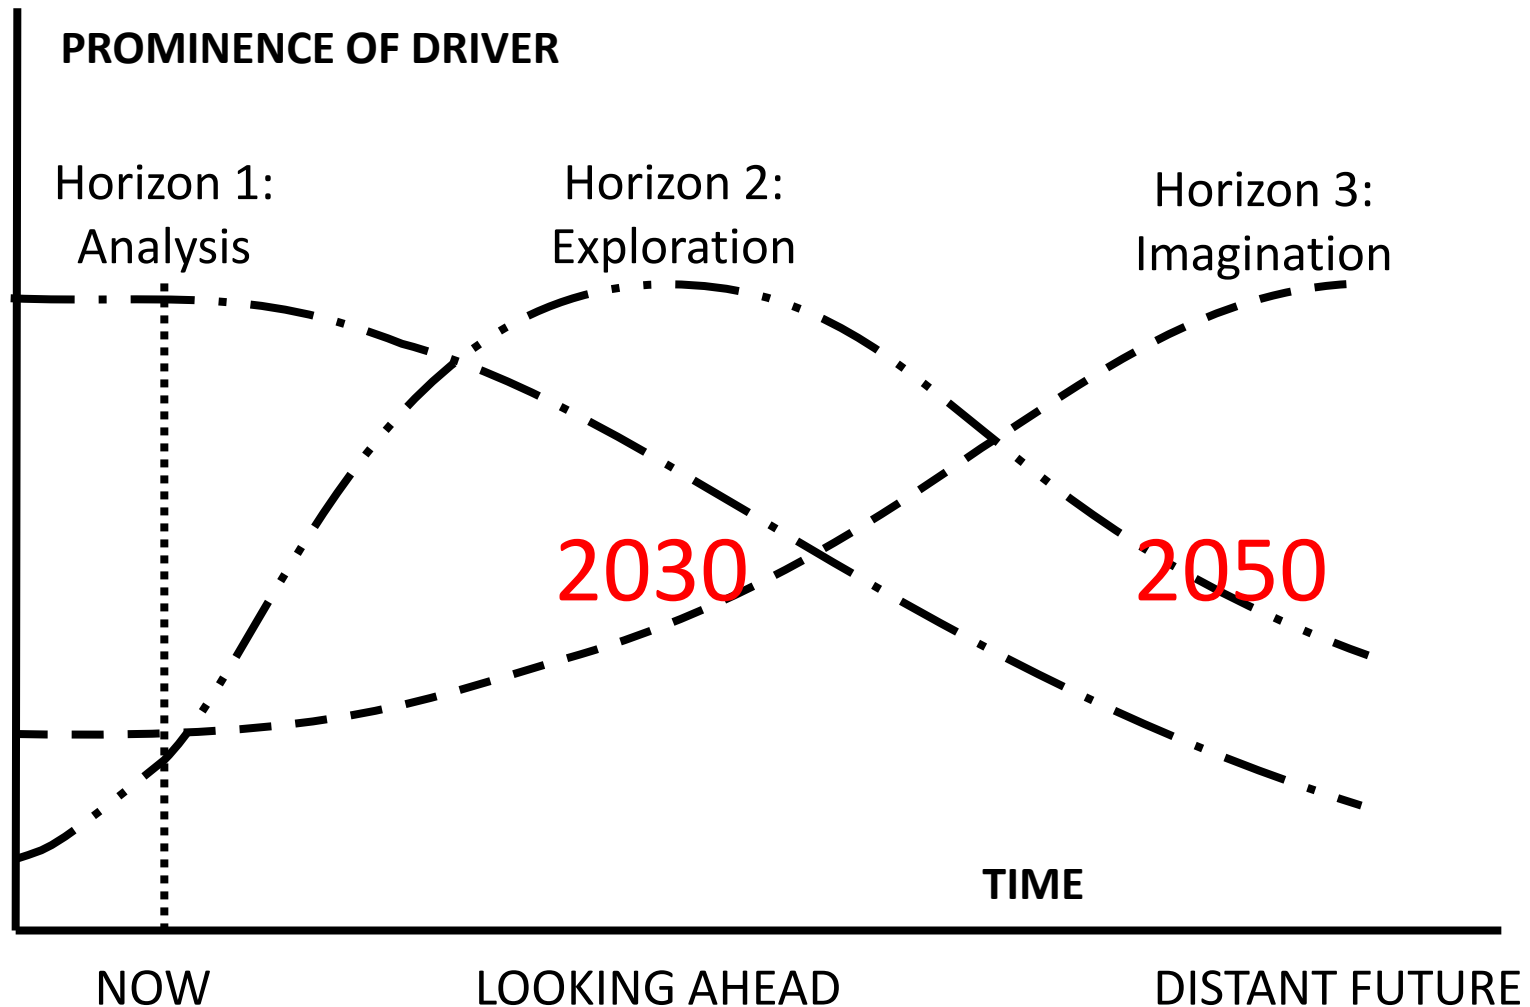 PROMINENCE OF DRIVER
Horizon 1:
Analysis
Horizon 2:
Exploration
Horizon 3:
Imagination
2030
2050
TIME
NOW
LOOKING AHEAD
DISTANT FUTURE